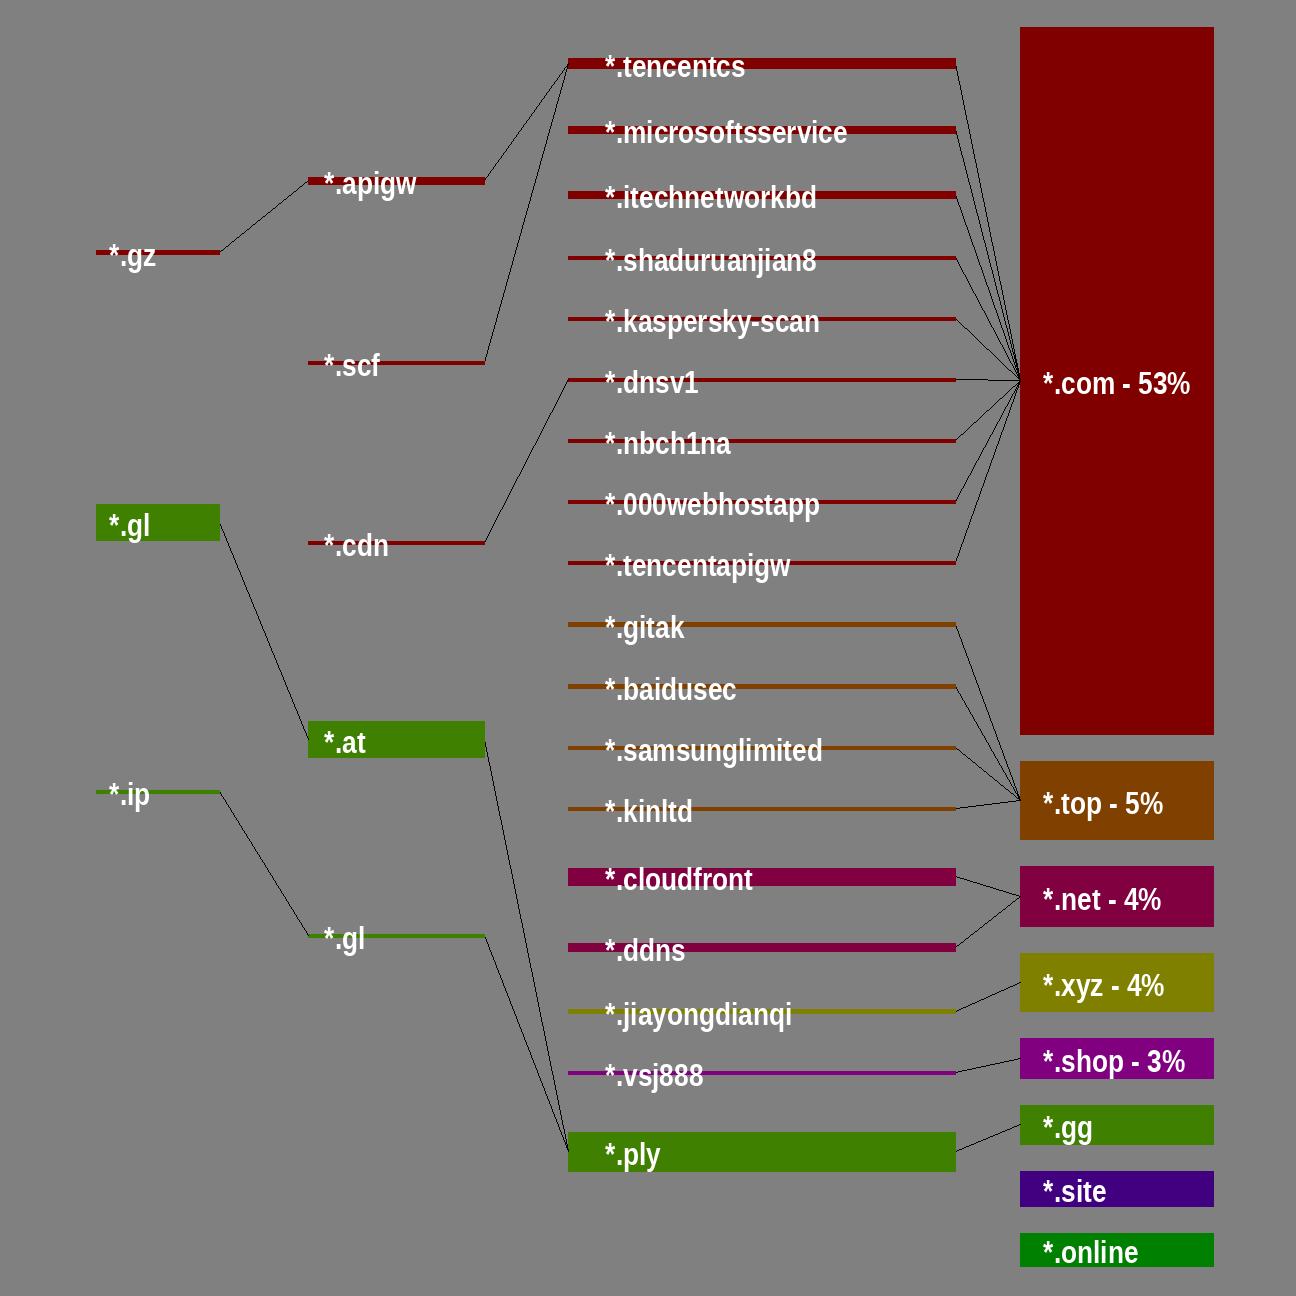 *.gz
*.gl
*.ip
*.apigw
*.scf
*.cdn
*.at
*.gl
*.tencentcs
*.microsoftsservice
*.itechnetworkbd
*.shaduruanjian8
*.kaspersky-scan
*.dnsv1
*.nbch1na
*.000webhostapp
*.tencentapigw
*.gitak
*.baidusec
*.samsunglimited
*.kinltd
*.cloudfront
*.ddns
*.jiayongdianqi
*.vsj888
*.ply
*.com - 53%
*.top - 5%
*.net - 4%
*.xyz - 4%
*.shop - 3%
*.gg
*.site
*.online